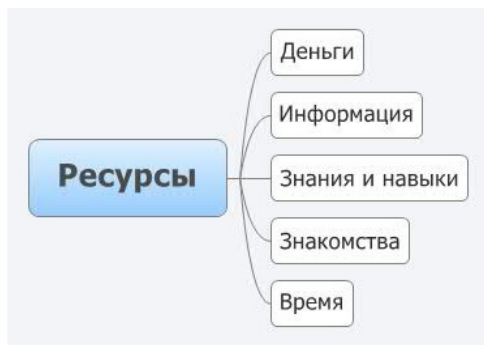 Ресурсы
Деньги
Информация
Знания и навыки
Знакомства
Время